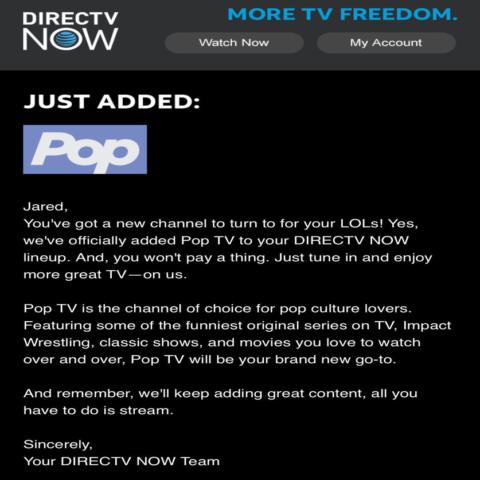 DIRECTV
NOW
MORE TV FREEDOM.
Watch Now
My Account
JUST ADDED:
Pop
Jared,
You've got a new channel to turn to for your LOLs! Yes,
we've officially added Pop TV to your DIRECTV NOW
lineup. And, you won't pay a thing. Just tune in and enjoy
more great TV—on us.
Pop TV is the channel of choice for pop culture lovers.
Featuring some of the funniest original series on TV, Impact
Wrestling, classic shows, and movies you love to watch
over and over, Pop TV will be your brand new go-to.
And remember, we'll keep adding great content, all you
have to do is stream.
Sincerely,
Your DIRECTV NOW Team